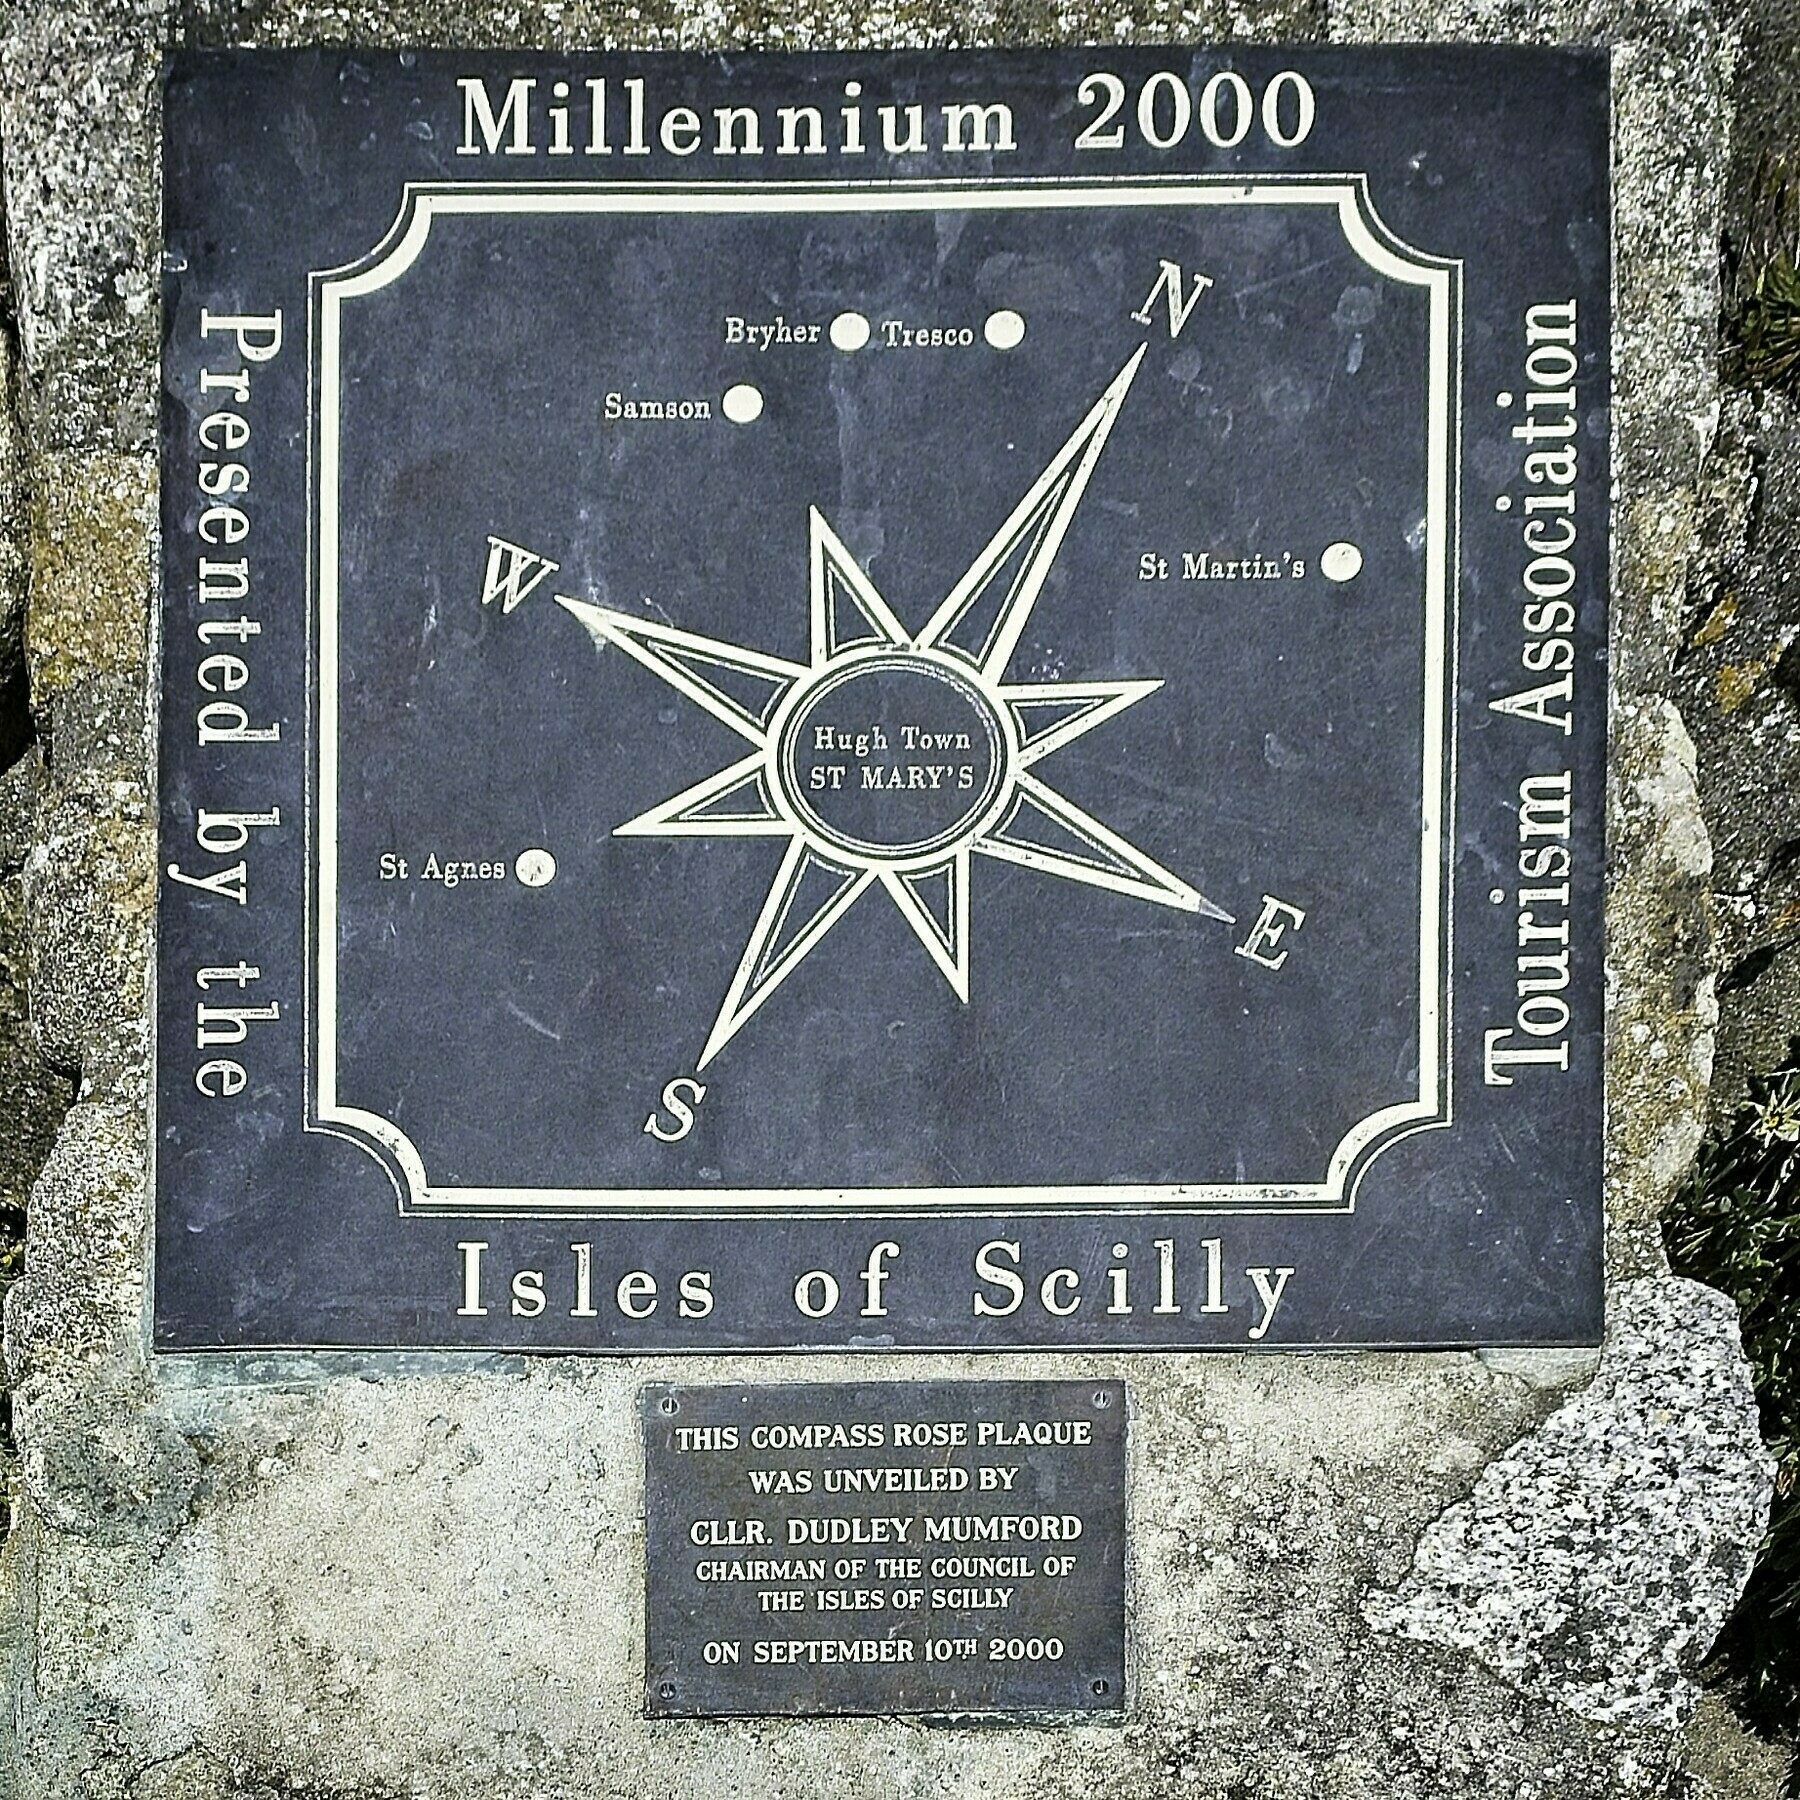 Millennium 2000
Presented by the
Tourism Association
Isles of Scilly
N
Bryher
Tresco
Samson
W
St Martin's
Hugh Town
ST MARY'S
St Agnes
E
S
THIS COMPASS ROSE PLAQUE
WAS UNVEILED BY
CLLR. DUDLEY MUMFORD
CHAIRMAN OF THE COUNCIL OF
THE ISLES OF SCILLY
ON SEPTEMBER 10TH 2000